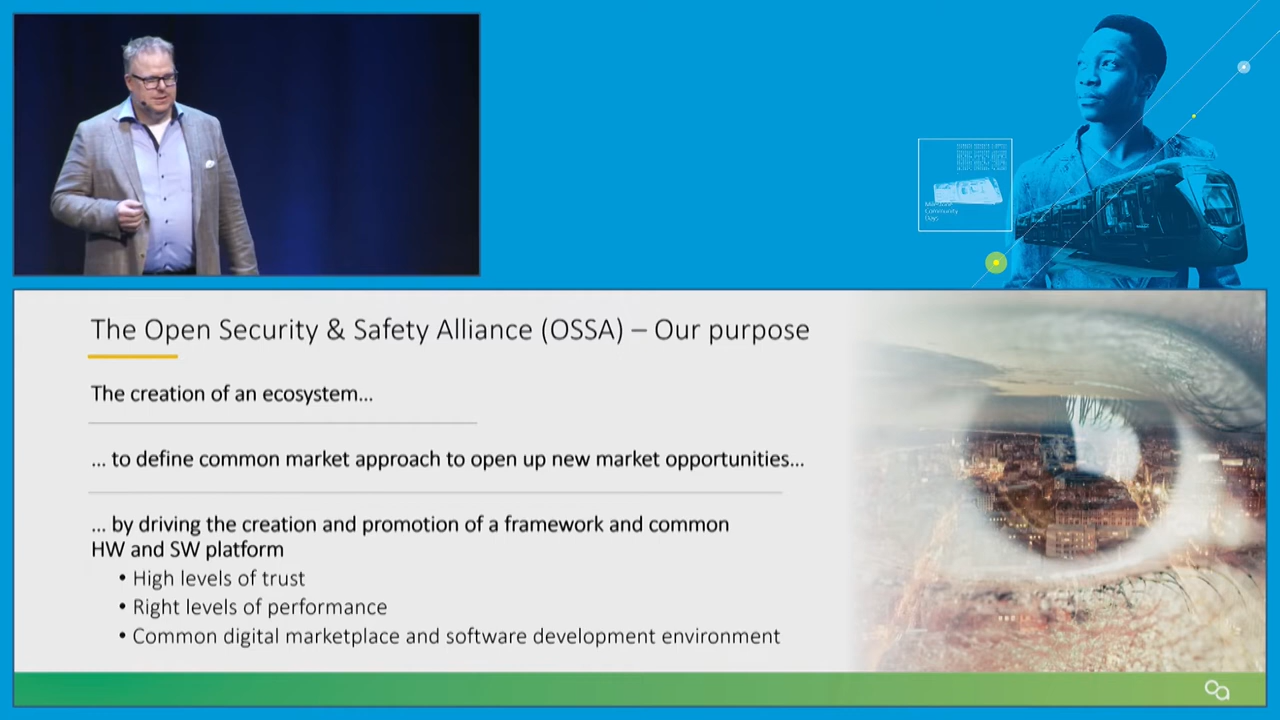 Community
Days
The Open Security & Safety Alliance (OSSA) – Our purpose
The creation of an ecosystem...
... to define common market approach to open up new market opportunities...
... by driving the creation and promotion of a framework and common
HW and SW platform
• High levels of trust
• Right levels of performance
• Common digital marketplace and software development environment